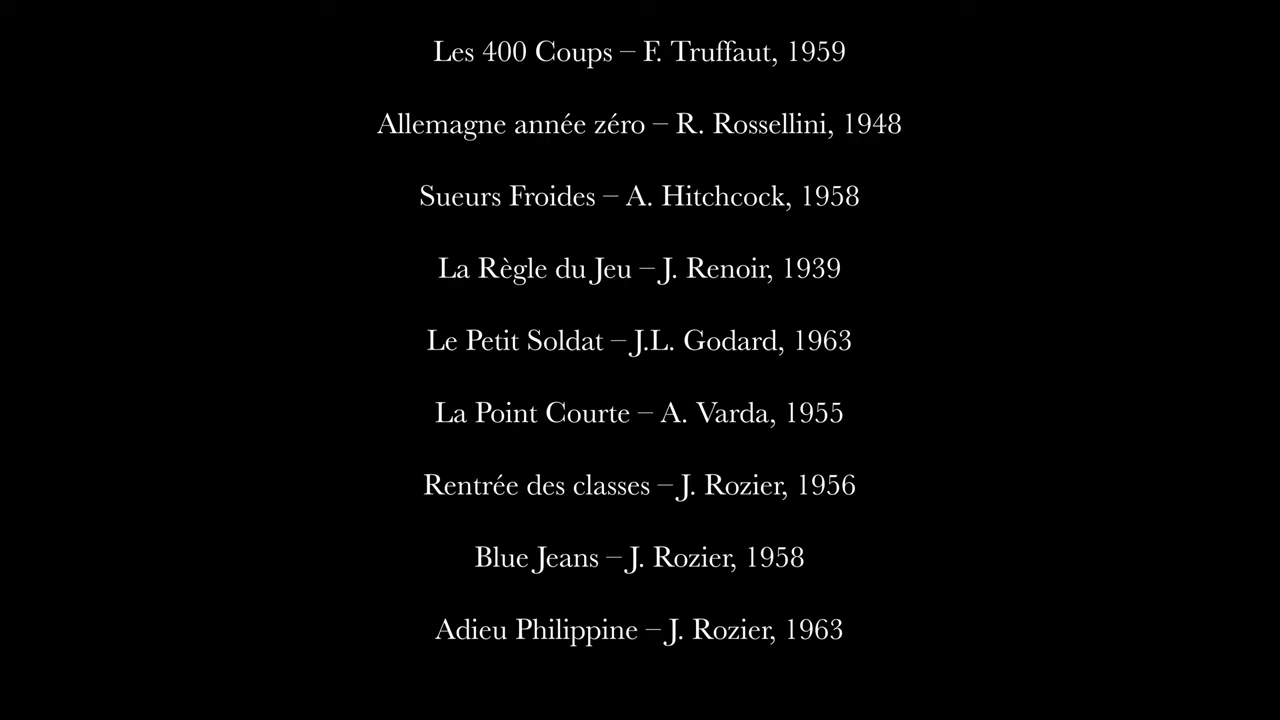 Les 400 Coups – F. Truffaut, 1959
Allemagne année zéro – R. Rossellini, 1948
Sueurs Froides – A. Hitchcock, 1958
La Règle du Jeu – J. Renoir, 1939
Le Petit Soldat – J.L. Godard, 1963
La Point Courte – A. Varda, 1955
Rentrée des classes – J. Rozier, 1956
Blue Jeans – J. Rozier, 1958
Adieu Philippine – J. Rozier, 1963